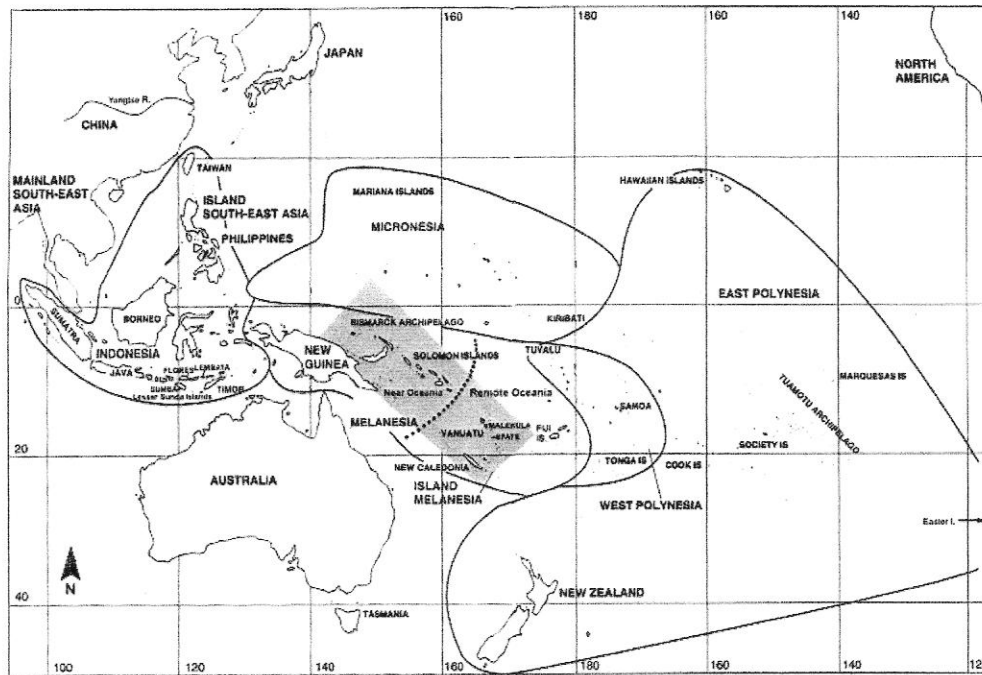 160
180
160
140
JAPAN
NORTH
AMERICA
Yangtse R.
CHINA
TAIWAN
MAINLAND
SOUTH-EAST
ASIA
ISLAND
SOUTH-EAST ASIA
PHILIPPINES
MARIANA ISLANDS
MICRONESIA
HAWAIIAN ISLANDS
0
SUMATRA
BORNEO
INDONESIA
JAVA
FLORES
LEMBATA
SUMBA
TIMOR
Lesser Sunda Islands
NEW
GUINEA
BISMARCK ARCHIPELAGO
SOLOMON ISLANDS
Near Oceania
Remote Oceania
KIRIBATI
TUVALU
EAST POLYNESIA
MARQUESAS IS
TUAMOTU ARCHIPELAGO
SAMOA
MELANESIA
VANUATU
MALEKULA
EFATE
FIJI
IS
SOCIETY IS
20
NEW CALEDONIA
TONGA IS
COOK IS
ISLAND
MELANESIA
WEST POLYNESIA
AUSTRALIA
Easter I.
N
NEW ZEALAND
40
TASMANIA
100
120
140
160
180
160
140